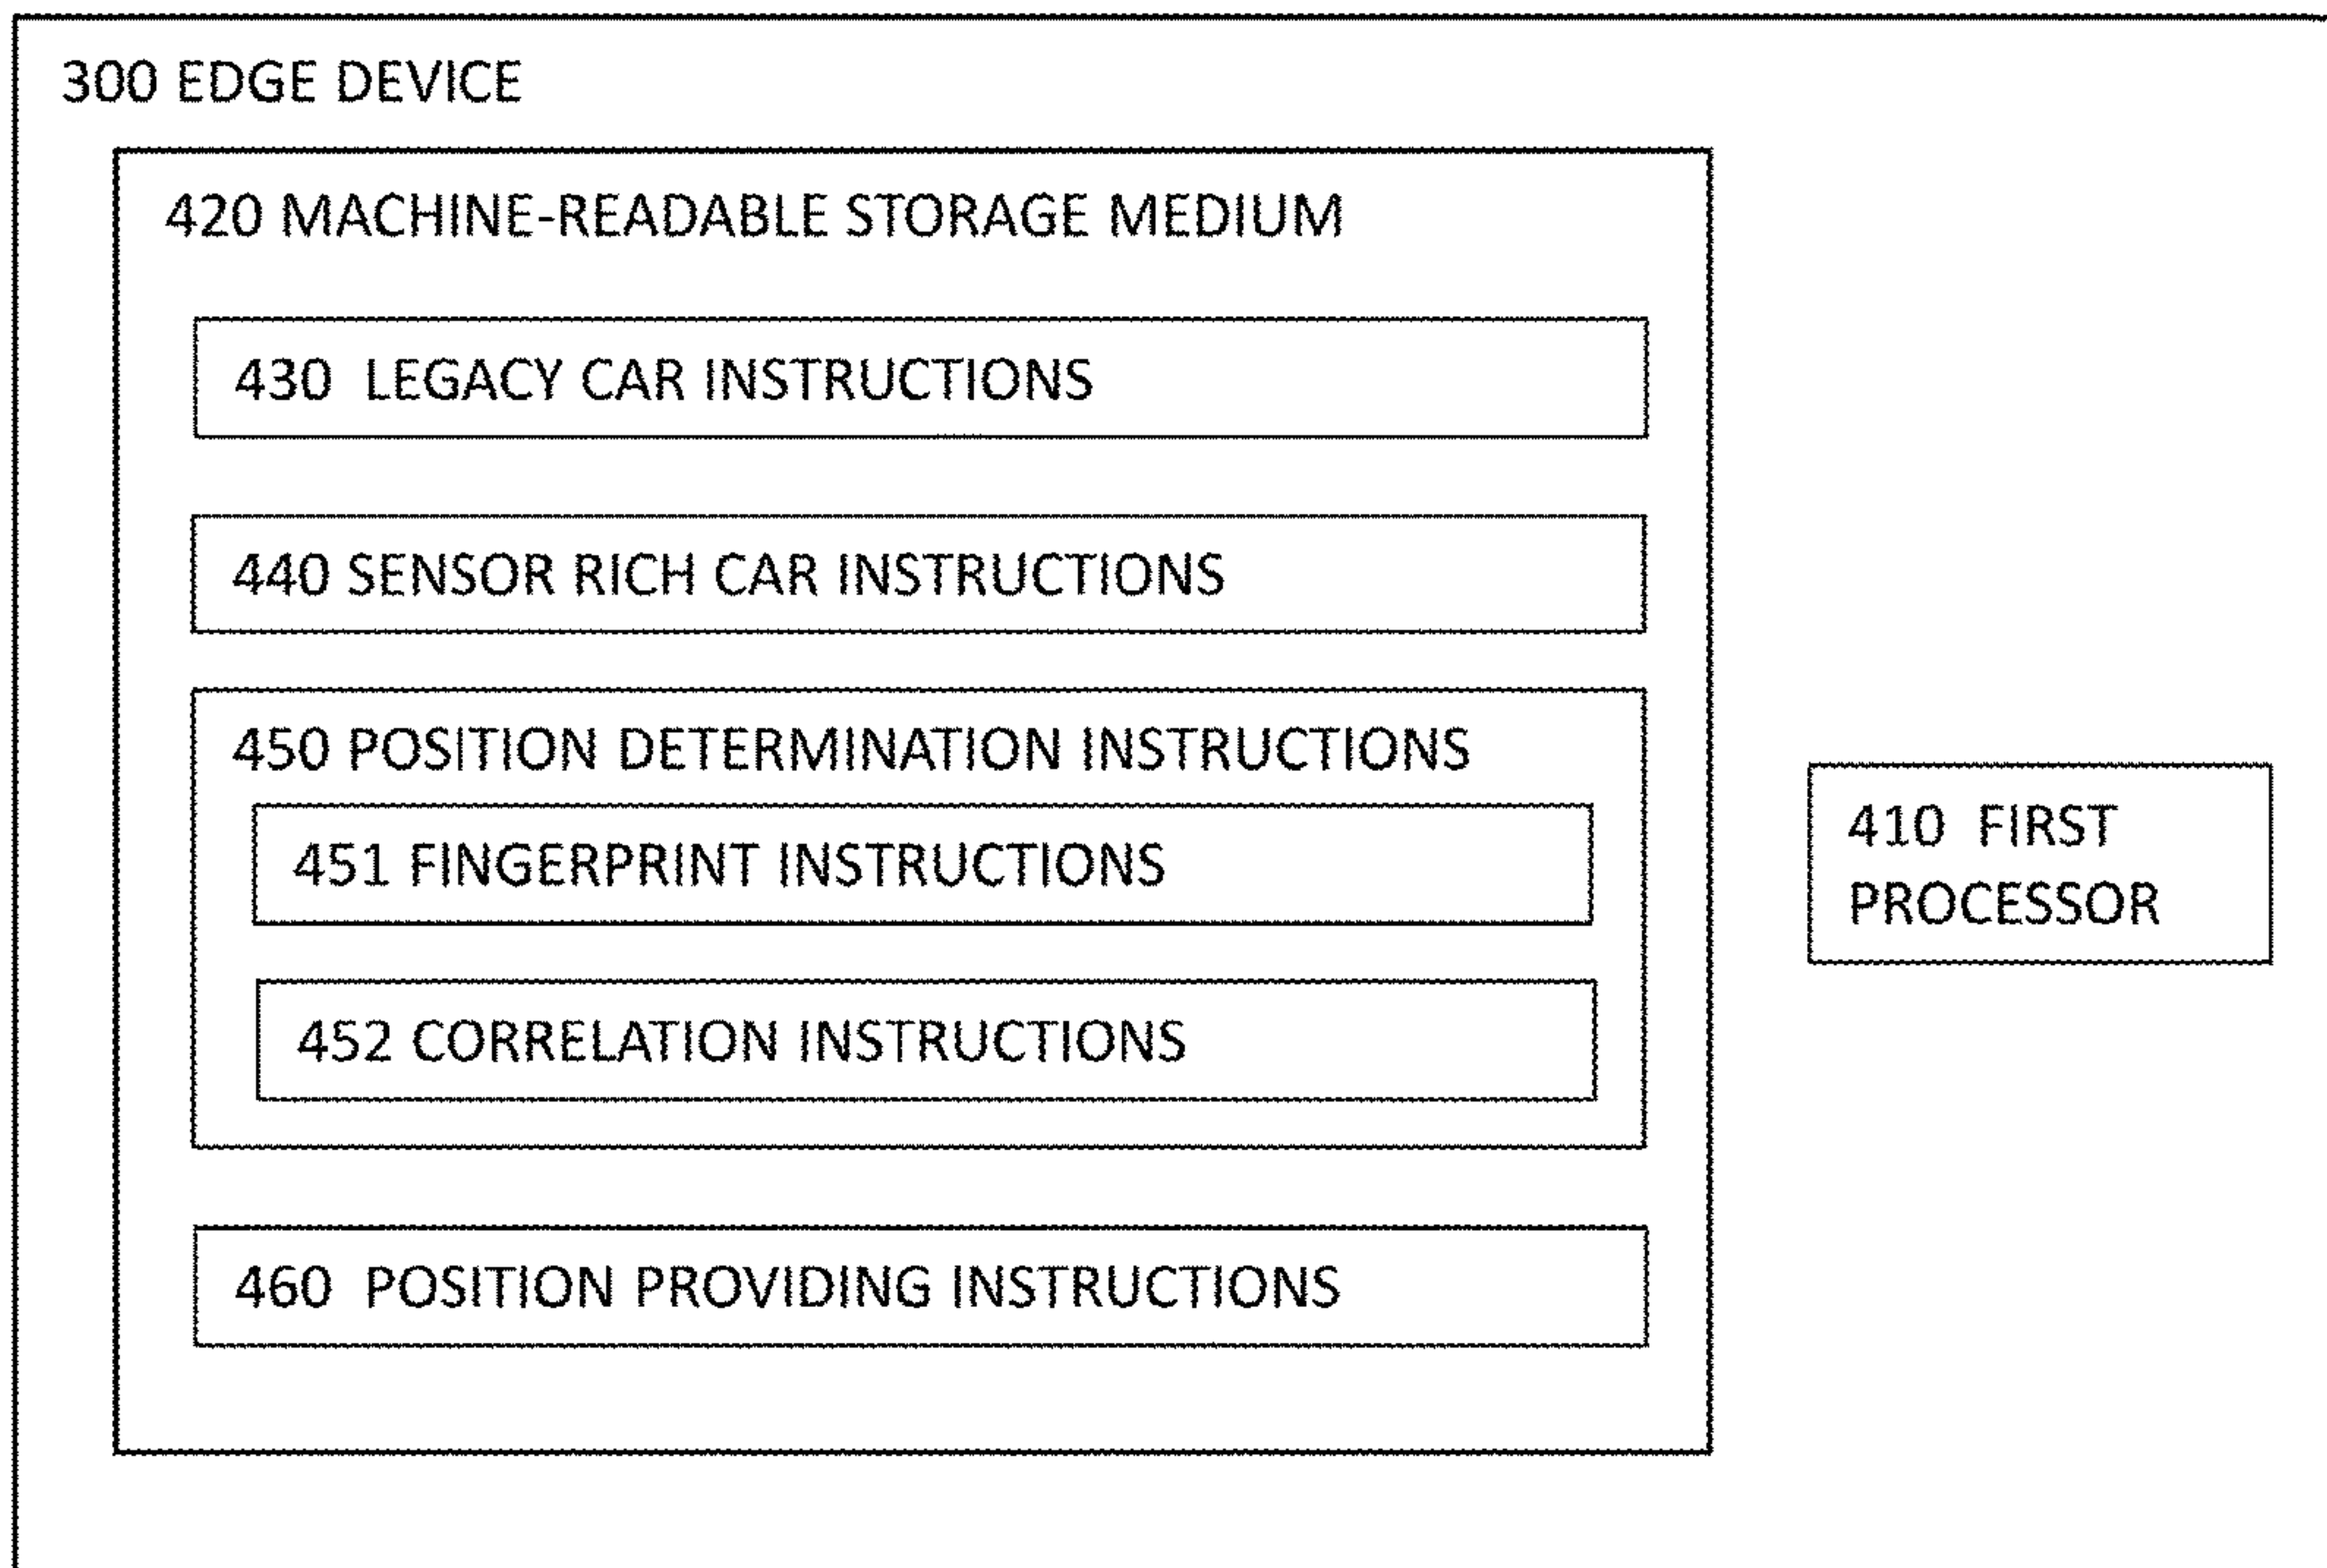 300 EDGE DEVICE
420 MACHINE-READABLE STORAGE MEDIUM
430 LEGACY CAR INSTRUCTIONS
440 SENSOR RICH CAR INSTRUCTIONS
450 POSITION DETERMINATION INSTRUCTIONS
451 FINGERPRINT INSTRUCTIONS
452 CORRELATION INSTRUCTIONS
460 POSITION PROVIDING INSTRUCTIONS
410 FIRST
PROCESSOR